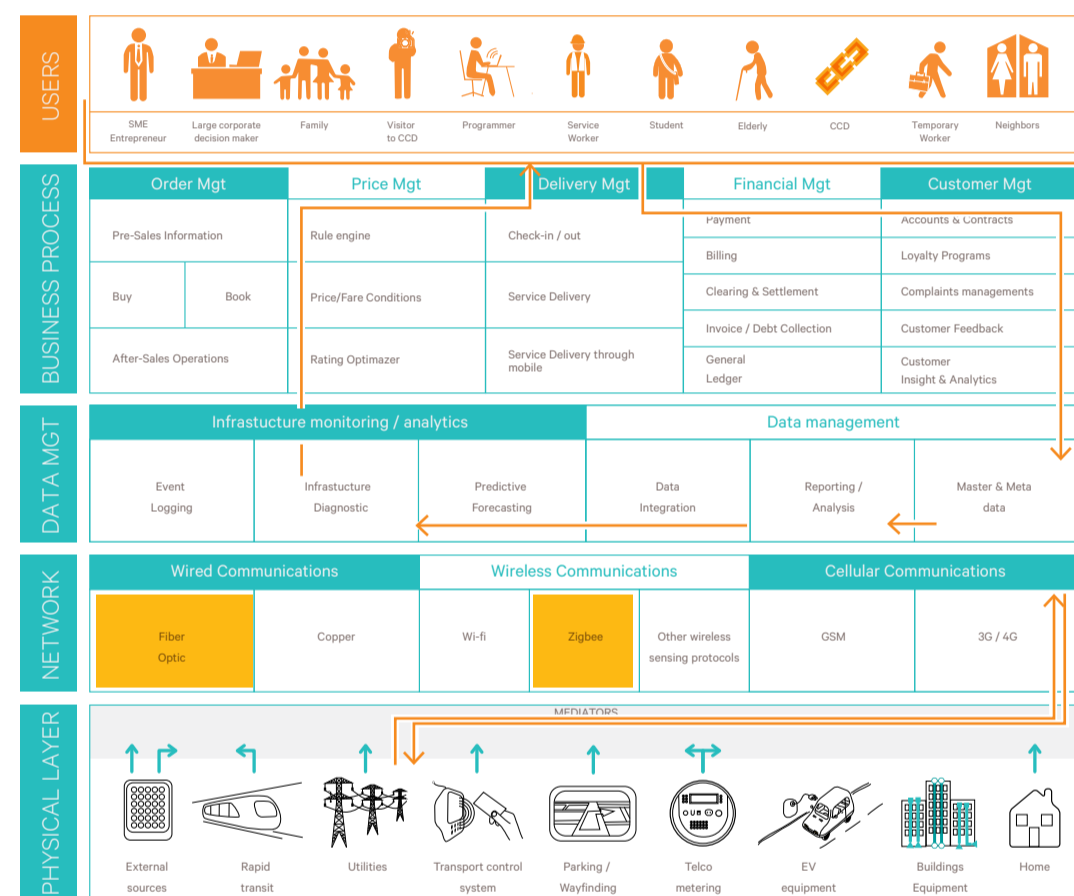 USERS
SME
Entrepreneur
Large corporate
decision maker
Family
Visitor
to CCD
Programmer
Service
Worker
Student
Elderly
CCD
Temporary
Worker
Neighbors
BUSINESS PROCESS
Order Mgt
Price Mgt
Delivery Mgt
Financial Mgt
Customer Mgt
Pre-Sales Information
Buy
Book
After-Sales Operations
Rule engine
Price/Fare Conditions
Rating Optimazer
Check-in / out
Service Delivery
Service Delivery through
mobile
Payment
Billing
Clearing & Settlement
Invoice / Debt Collection
General
Ledger
Accounts & Contracts
Loyalty Programs
Complaints managements
Customer Feedback
Customer
Insight & Analytics
DATA MGT
Infrastucture monitoring / analytics
Data management
Event
Logging
Infrastucture
Diagnostic
Predictive
Forecasting
Data
Integration
Reporting /
Analysis
Master & Meta
data
NETWORK
Wired Communications
Wireless Communications
Cellular Communications
Fiber
Optic
Copper
Wi-fi
Zigbee
Other wireless
sensing protocols
GSM
3G / 4G
PHYSICAL LAYER
MEDIATORS
External
sources
Rapid
transit
Utilities
Transport control
system
Parking /
Wayfinding
Telco
metering
EV
equipment
Buildings
Equipment
Home